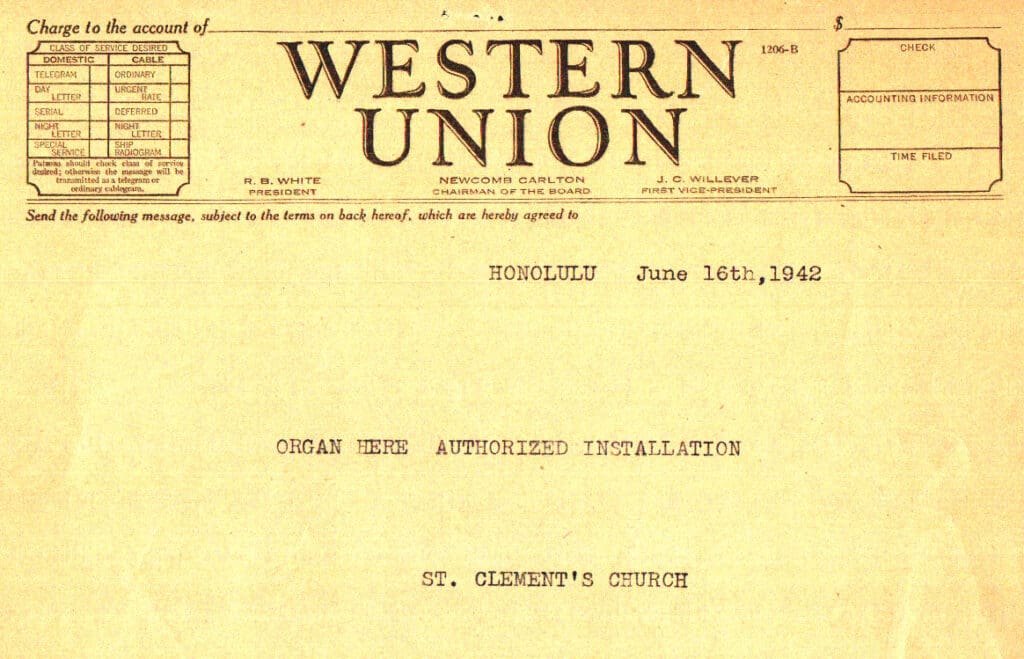 Charge to the account of
$
CLASS OF SERVICE DESIRED
DOMESTIC CABLE
TELEGRAM ORDINARY
DAY LETTER URGENT RATE
SERIAL DEFERRED
NIGHT LETTER NIGHT LETTER
SPECIAL SERVICE SHIP RADIOGRAM
Patrons should check class of service
desired; otherwise the message will be
transmitted as a telegram or
ordinary cablegram.
WESTERN
UNION
1206-B
R. B. WHITE
PRESIDENT
NEWCOMB CARLTON
CHAIRMAN OF THE BOARD
J. C. WILLEVER
FIRST VICE-PRESIDENT
CHECK
ACCOUNTING INFORMATION
TIME FILED
Send the following message, subject to the terms on back hereof, which are hereby agreed to
HONOLULU June 16th,1942
ORGAN HERE AUTHORIZED INSTALLATION
ST. CLEMENT'S CHURCH